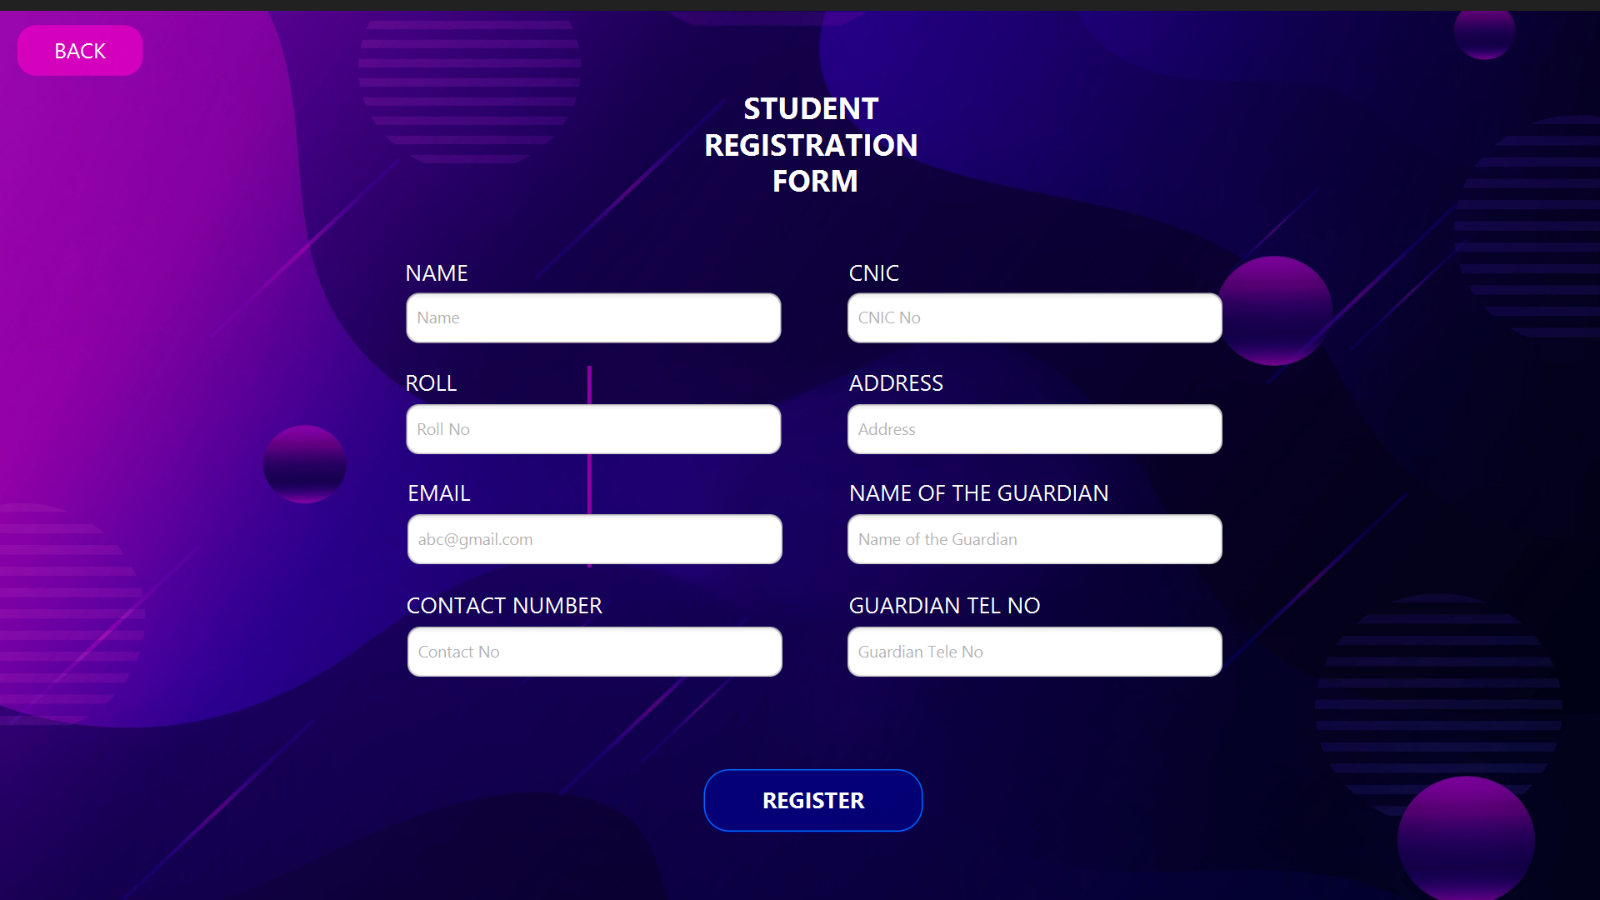 BACK
STUDENT
REGISTRATION
FORM
NAME
Name
CNIC
CNIC No
ROLL
Roll No
ADDRESS
Address
EMAIL
abc@gmail.com
NAME OF THE GUARDIAN
Name of the Guardian
CONTACT NUMBER
Contact No
GUARDIAN TEL NO
Guardian Tele No
REGISTER